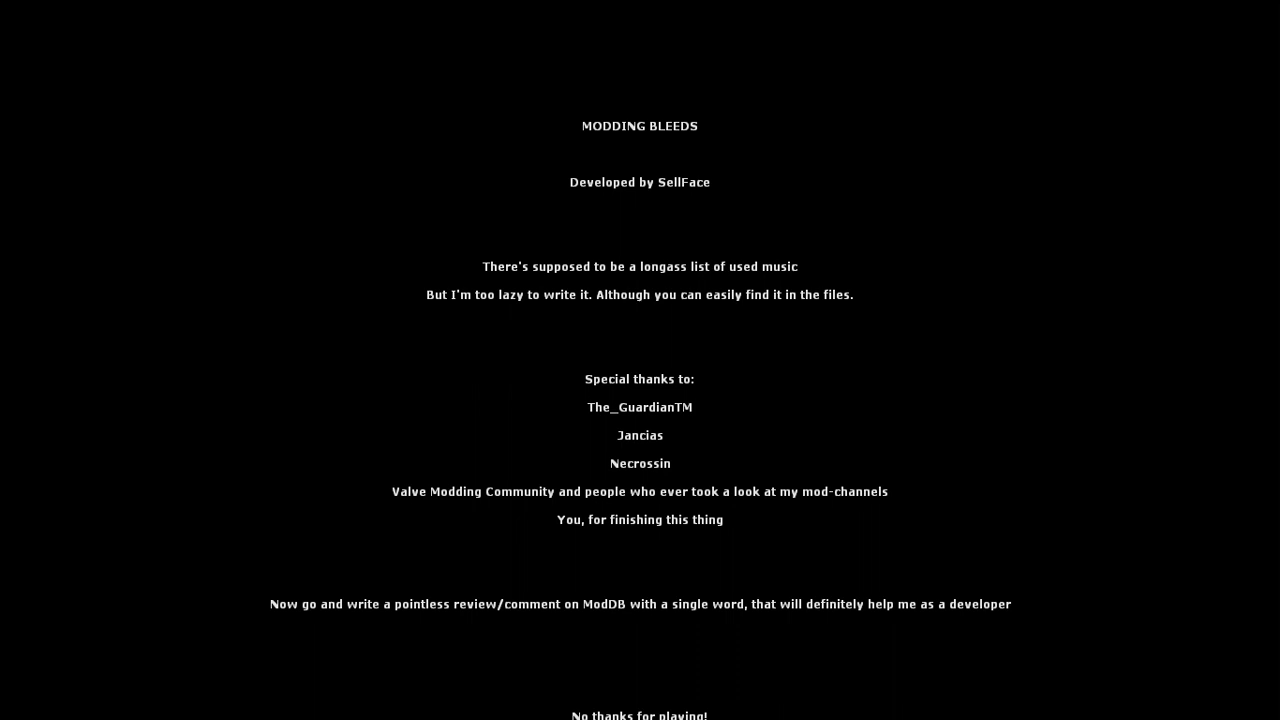 MODDING BLEEDS
Developed by SellFace
There's supposed to be a longass list of used music
But I'm too lazy to write it. Although you can easily find it in the files.
Special thanks to:
The_GuardianTM
Jancias
Necrossin
Valve Modding Community and people who ever took a look at my mod-channels
You, for finishing this thing
Now go and write a pointless review/comment on ModDB with a single word, that will definitely help me as a developer
No thanks for playing!